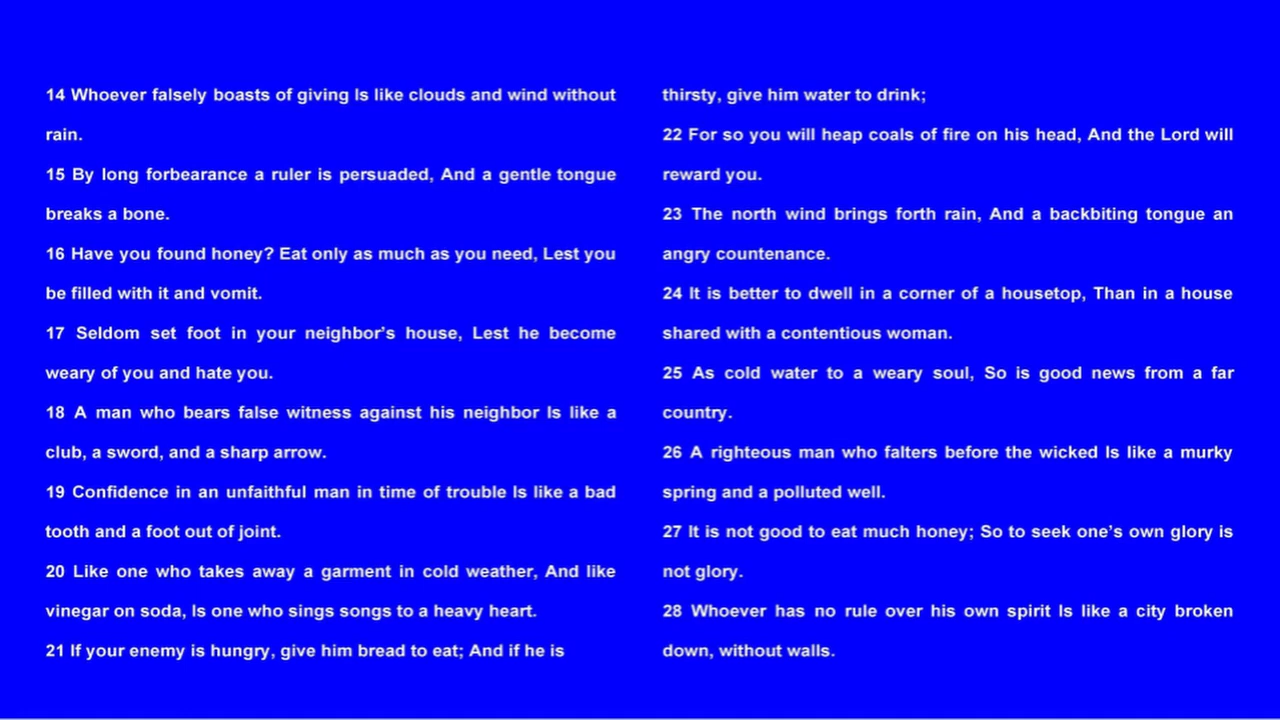 14 Whoever falsely boasts of giving Is like clouds and wind without
rain.
15 By long forbearance a ruler is persuaded, And a gentle tongue
breaks a bone.
16 Have you found honey? Eat only as much as you need, Lest you
be filled with it and vomit.
17 Seldom set foot in your neighbor’s house, Lest he become
weary of you and hate you.
18 A man who bears false witness against his neighbor Is like a
club, a sword, and a sharp arrow.
19 Confidence in an unfaithful man in time of trouble Is like a bad
tooth and a foot out of joint.
20 Like one who takes away a garment in cold weather, And like
vinegar on soda, Is one who sings songs to a heavy heart.
21 If your enemy is hungry, give him bread to eat; And if he is
thirsty, give him water to drink;
22 For so you will heap coals of fire on his head, And the Lord will
reward you.
23 The north wind brings forth rain, And a backbiting tongue an
angry countenance.
24 It is better to dwell in a corner of a housetop, Than in a house
shared with a contentious woman.
25 As cold water to a weary soul, So is good news from a far
country.
26 A righteous man who falters before the wicked Is like a murky
spring and a polluted well.
27 It is not good to eat much honey; So to seek one’s own glory is
not glory.
28 Whoever has no rule over his own spirit Is like a city broken
down, without walls.